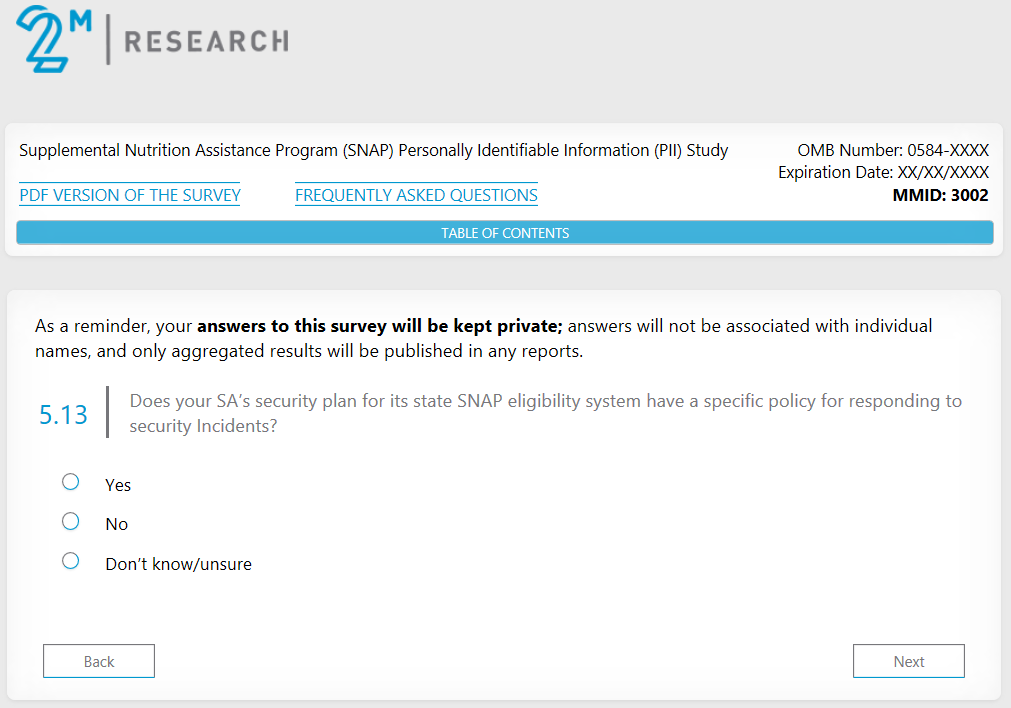 2M RESEARCH
Supplemental Nutrition Assistance Program (SNAP) Personally Identifiable Information (PII) Study
OMB Number: 0584-XXXX
Expiration Date: XX/XX/XXXX
PDF VERSION OF THE SURVEY
FREQUENTLY ASKED QUESTIONS
MMID: 3002
TABLE OF CONTENTS
As a reminder, your answers to this survey will be kept private; answers will not be associated with individual
names, and only aggregated results will be published in any reports.
5.13
Does your SA’s security plan for its state SNAP eligibility system have a specific policy for responding to
security Incidents?
Yes
No
Don’t know/unsure
Back
Next